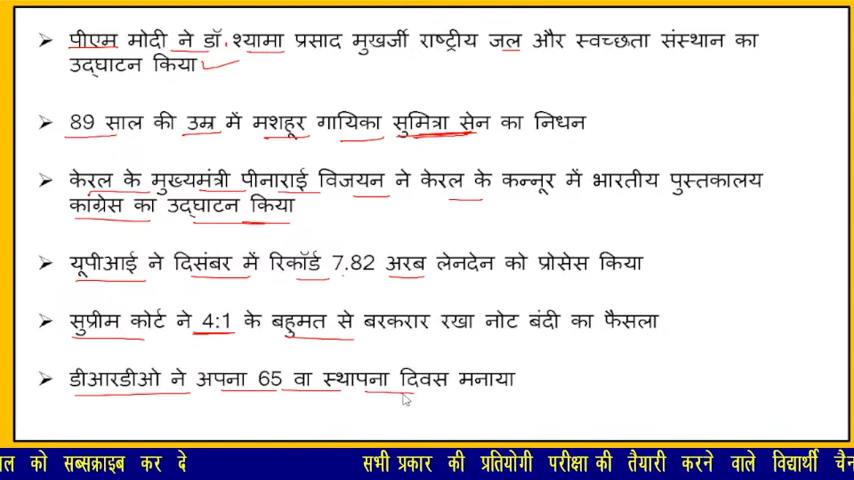 ➤ पीएम मोदी ने डॉ. श्यामा प्रसाद मुखर्जी राष्ट्रीय जल और स्वच्छता संस्थान का
उद्घाटन किया
➤ 89 साल की उम्र में मशहूर गायिका सुमित्रा सेन का निधन
➤ केरल के मुख्यमंत्री पीनाराई विजयन ने केरल के कन्नूर में भारतीय पुस्तकालय
कांग्रेस का उद्घाटन किया
➤ यूपीआई ने दिसंबर में रिकॉर्ड 7.82 अरब लेनदेन को प्रोसेस किया
➤ सुप्रीम कोर्ट ने 4:1 के बहुमत से बरकरार रखा नोट बंदी का फैसला
➤ डीआरडीओ ने अपना 65 वा स्थापना दिवस मनाया
को सब्सक्राइब कर दे सभी प्रकार की प्रतियोगी परीक्षा की तैयारी करने वाले विद्यार्थी